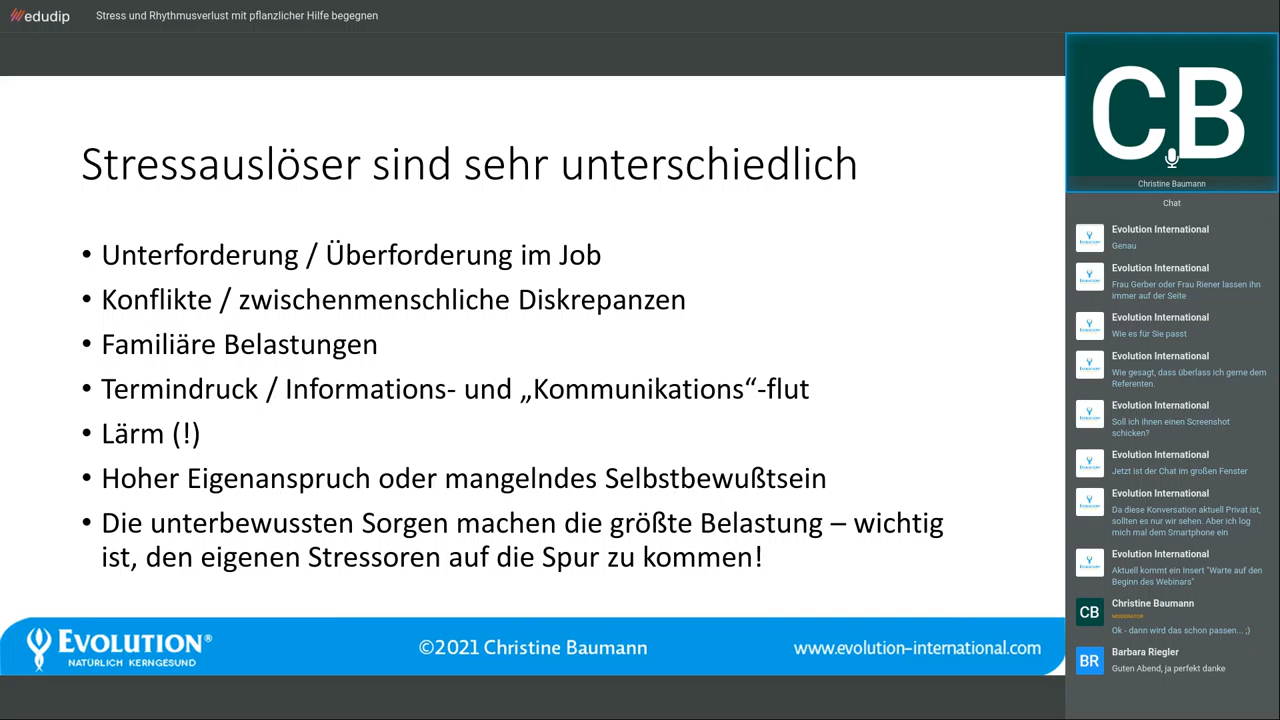 edudip
Stress und Rhythmusverlust mit pflanzlicher Hilfe begegnen
Stressauslöser sind sehr unterschiedlich
• Unterforderung / Überforderung im Job
• Konflikte / zwischenmenschliche Diskrepanzen
• Familiäre Belastungen
• Termindruck / Informations- und „Kommunikations“-flut
• Lärm (!)
• Hoher Eigenanspruch oder mangelndes Selbstbewußtsein
• Die unterbewussten Sorgen machen die größte Belastung – wichtig
ist, den eigenen Stressoren auf die Spur zu kommen!
EVOLUTION®
NATÜRLICH KERNGESUND
©2021 Christine Baumann
www.evolution-international.com
CB
Christine Baumann
Chat
Evolution International
Genau
Evolution International
Frau Gerber oder Frau Riener lassen ihn
immer auf der Seite
Evolution International
Wie es für Sie passt
Evolution International
Wie gesagt, dass überlass ich gerne dem
Referenten.
Evolution International
Soll ich ihnen einen Screenshot
schicken?
Evolution International
Jetzt ist der Chat im großen Fenster
Evolution International
Da diese Konversation aktuell Privat ist,
sollten es nur wir sehen. Aber ich log
mich mal dem Smartphone ein
Evolution International
Aktuell kommt ein Insert "Warte auf den
Beginn des Webinars"
CB
Christine Baumann
MODERATOR
Ok - dann wird das schon passen... ;)
BR
Barbara Riegler
Guten Abend, ja perfekt danke